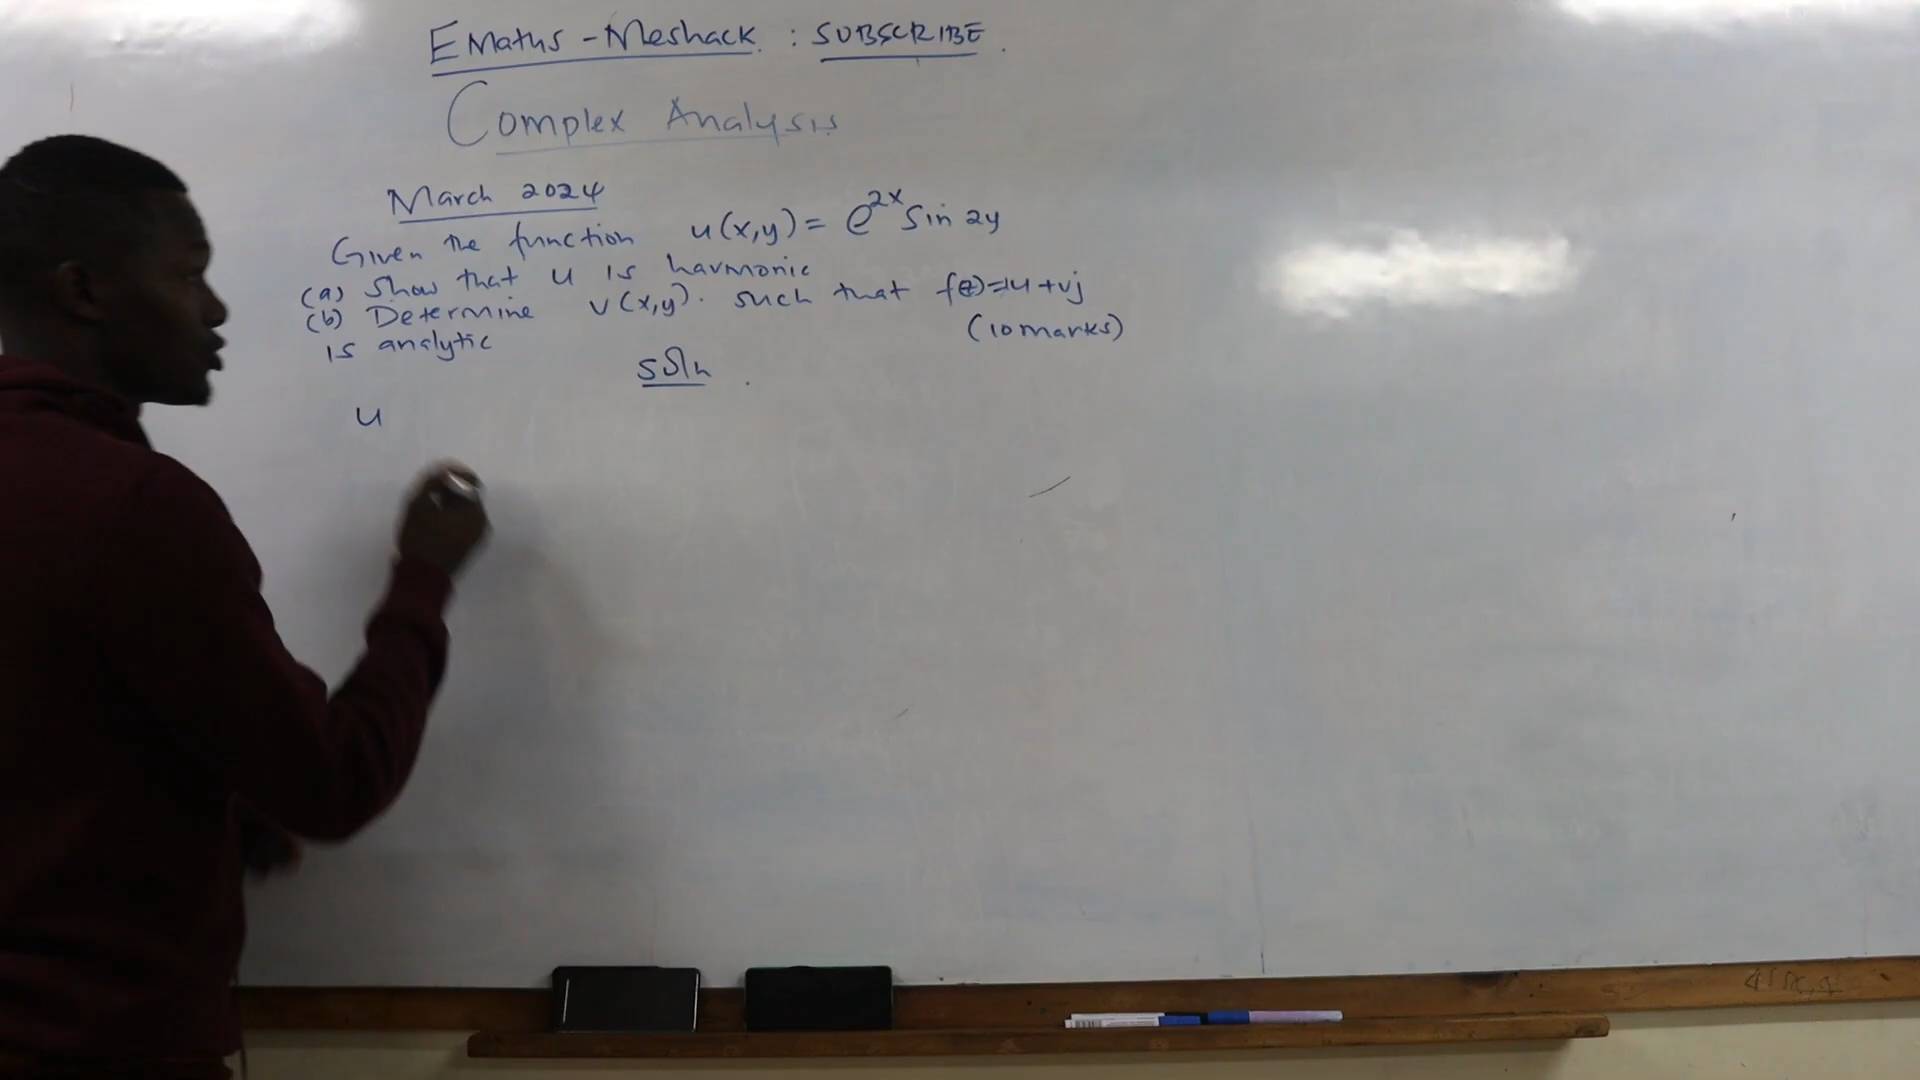 EMaths - Meshack : SUBSCRIBE
Complex Analysis
March 2024
Given the function u(x,y) = e^{2x} sin 2y
(a) Show that u is harmonic
(b) Determine v(x,y). such that f(z)=u+vj
is analytic (10 marks)
soln
u